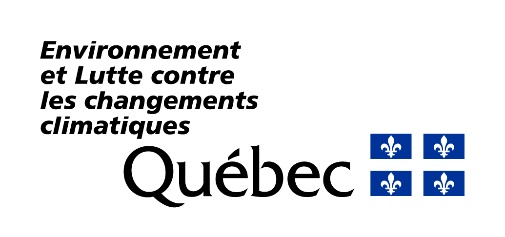 Environnement
et Lutte contre
les changements
climatiques
Québec